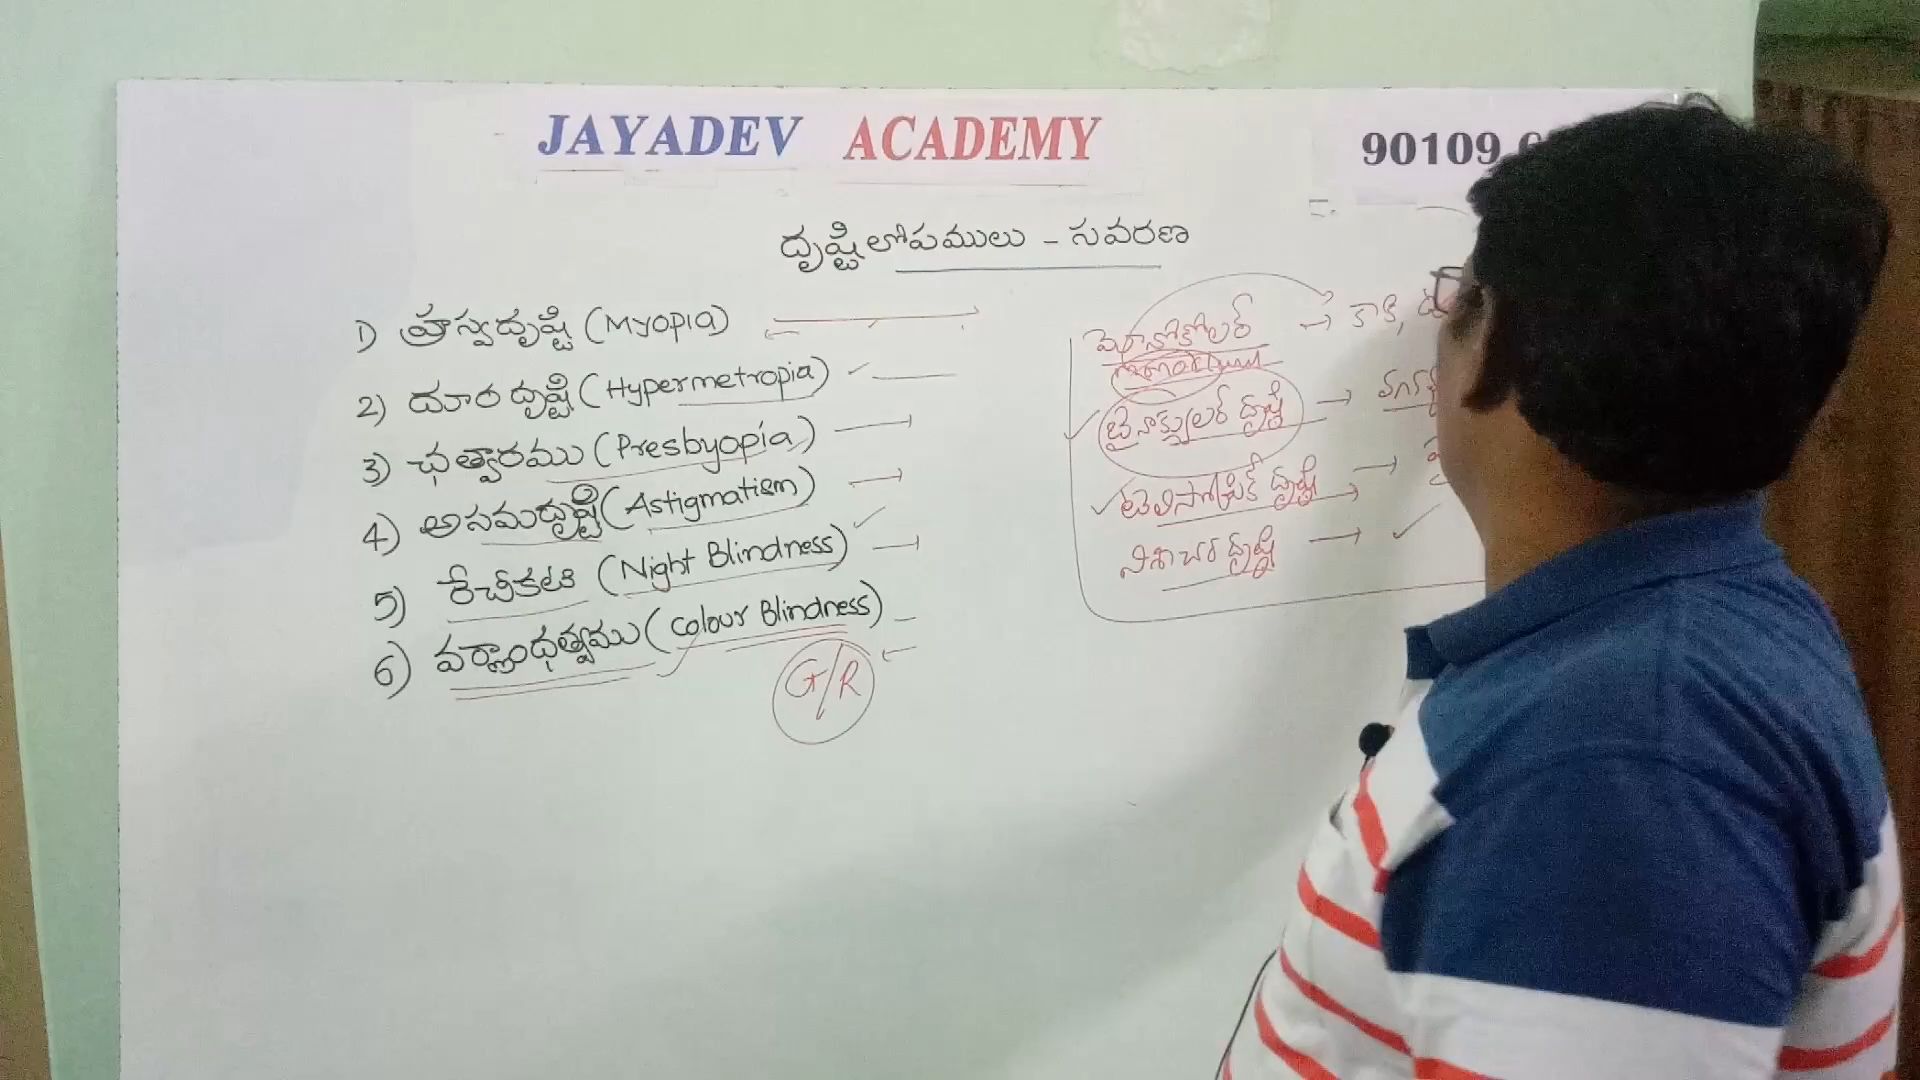 JAYADEV ACADEMY
90109
దృష్టిలోపములు - సవరణ
1) హ్రస్వదృష్టి (Myopia)
2) దూరదృష్టి (Hypermetropia)
3) ఛత్వారము (Presbyopia)
4) అసమదృష్టి (Astigmatism)
5) రేచీకటి (Night Blindness)
6) వర్ణాంధత్వము (Colour Blindness)
G/R
మోనోకోలర్ → కాకి,
బైనాక్యులర్ దృష్టి →
టెలిస్కోపిక్ దృష్టి →
నిశాచర దృష్టి →